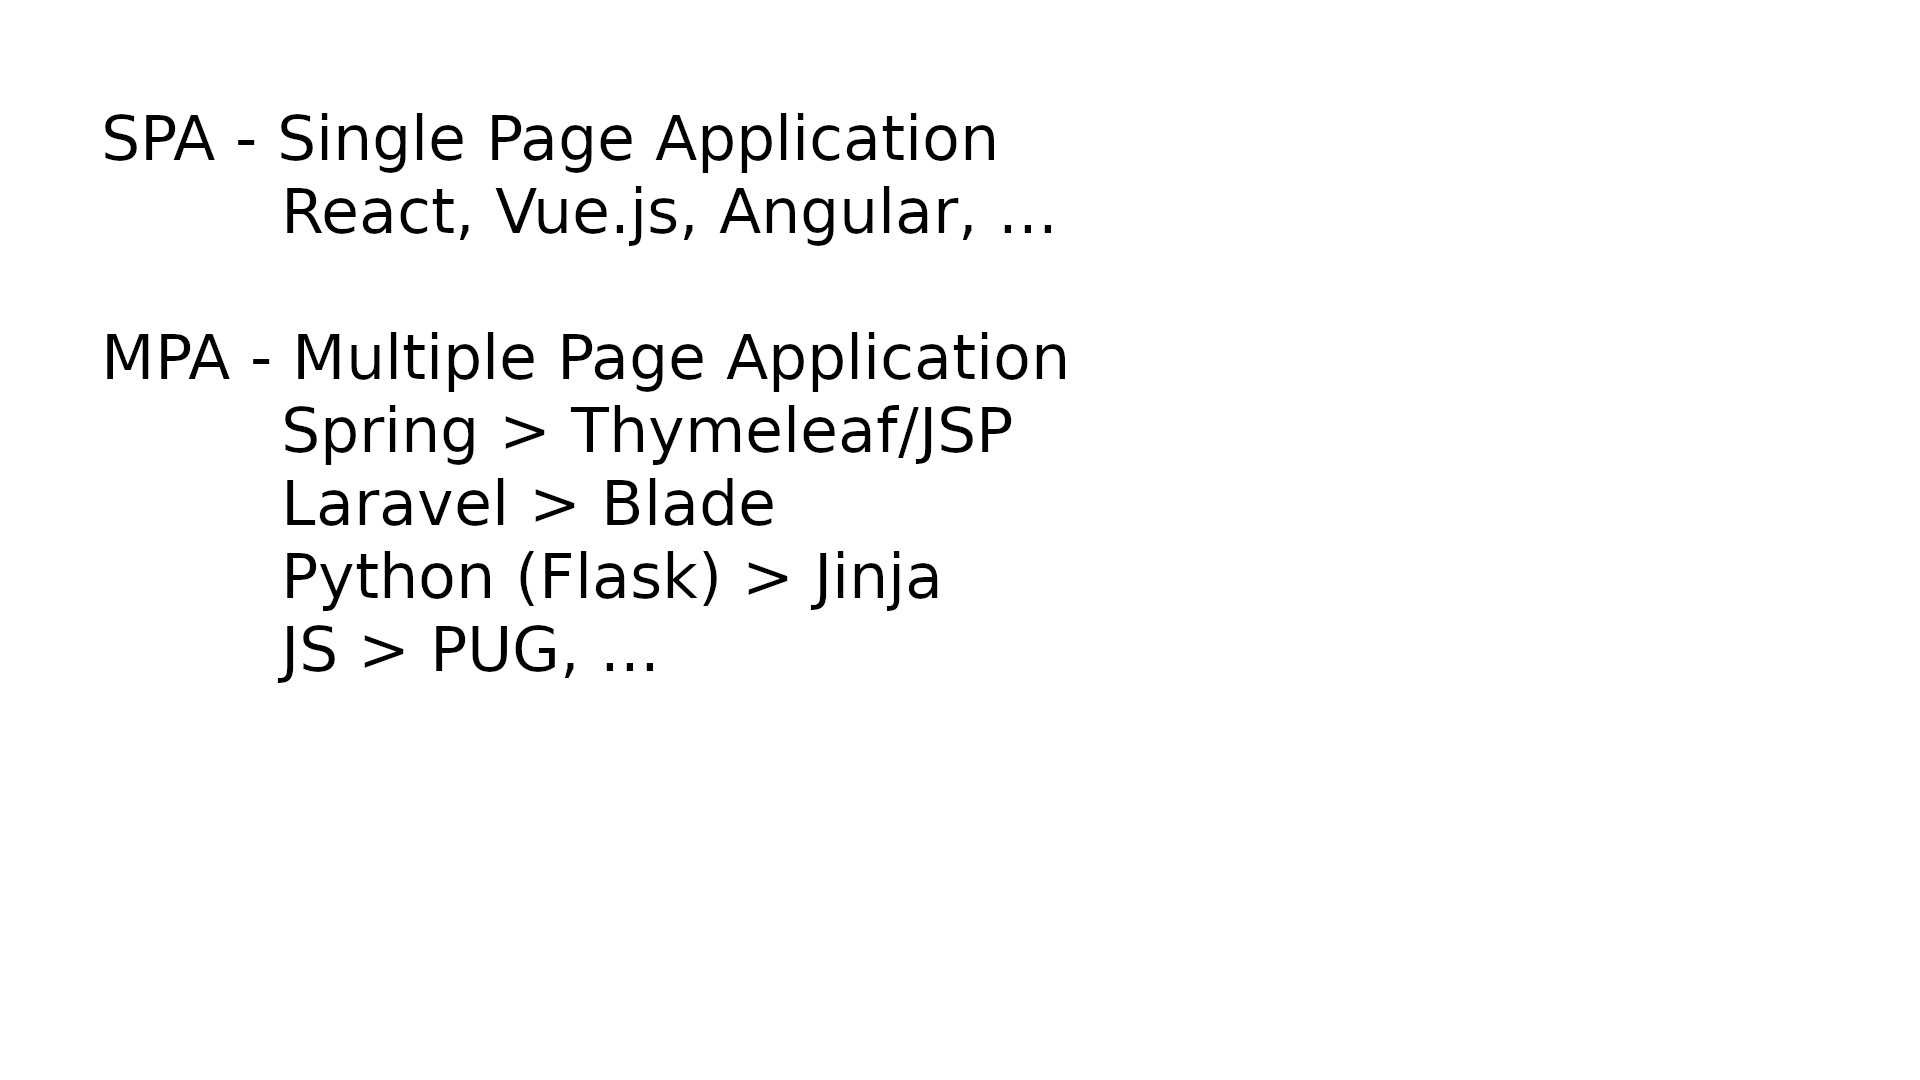 SPA - Single Page Application
React, Vue.js, Angular, ...
MPA - Multiple Page Application
Spring > Thymeleaf/JSP
Laravel > Blade
Python (Flask) > Jinja
JS > PUG, ...